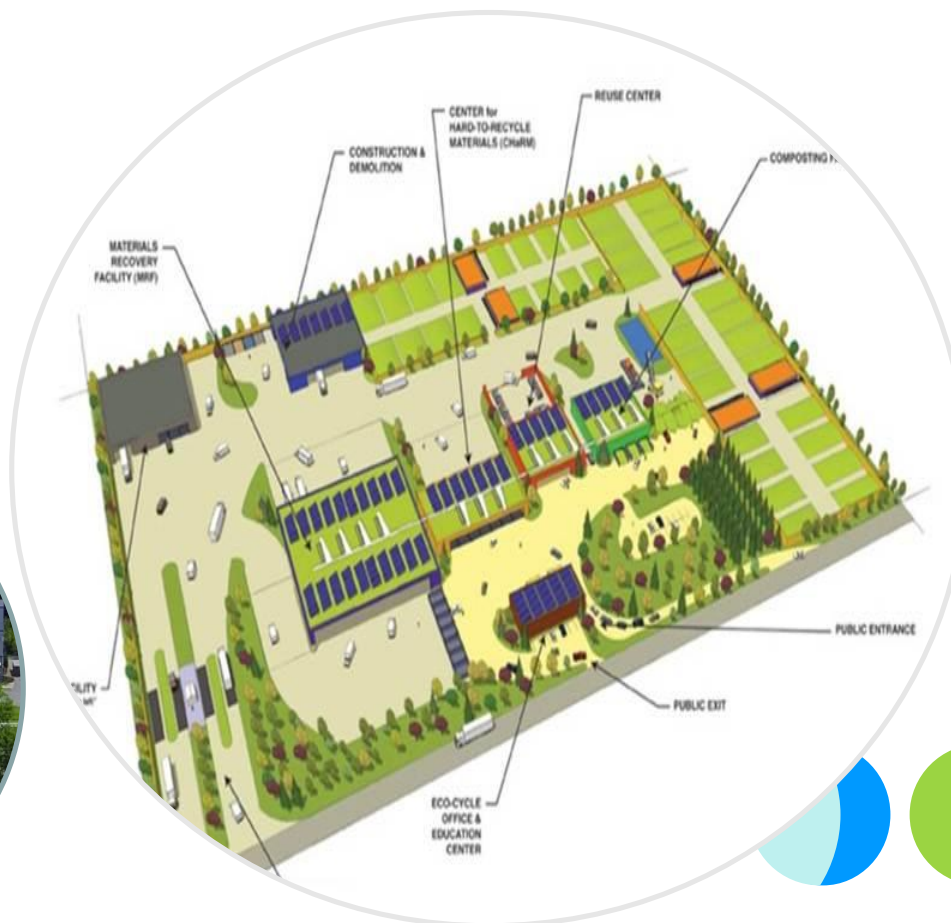 REUSE CENTER
CENTER for
HARD-TO-RECYCLE
MATERIALS (CHaRM)
CONSTRUCTION &
DEMOLITION
COMPOSTING
MATERIALS
RECOVERY
FACILITY (MRF)
PUBLIC ENTRANCE
PUBLIC EXIT
ECO-CYCLE
OFFICE &
EDUCATION
CENTER